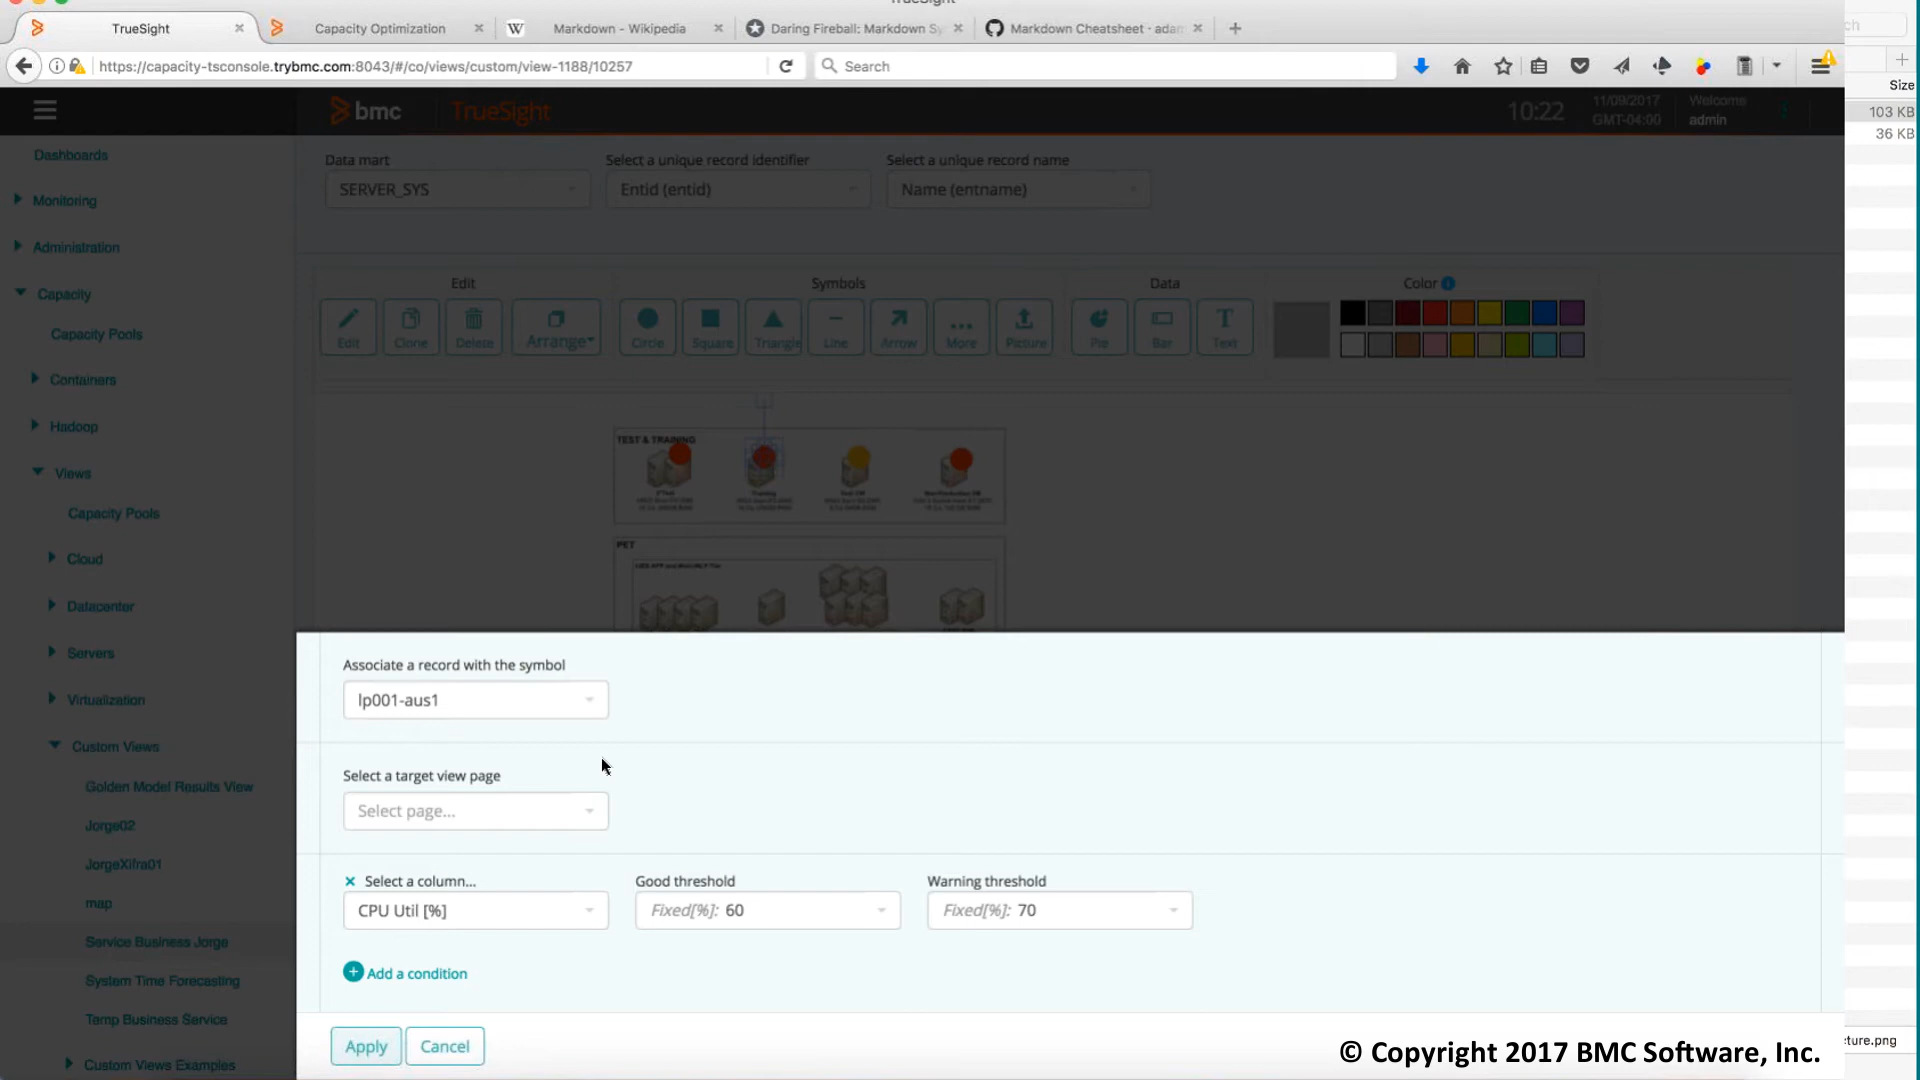 TrueSight
TrueSight
Capacity Optimization
Markdown - Wikipedia
Daring Fireball: Markdown Sy
Markdown Cheatsheet · adam
https://capacity-tsconsole.trybmc.com:8043/#/co/views/custom/view-1188/10257
Search
Size
103 KB
36 KB
bmc
TrueSight
10:22
11/09/2017
GMT-04:00
Welcome
admin
Dashboards
Monitoring
Administration
Capacity
Capacity Pools
Containers
Hadoop
Views
Capacity Pools
Cloud
Datacenter
Servers
Virtualization
Custom Views
Golden Model Results View
Jorge02
JorgeXifra01
map
Service Business Jorge
System Time Forecasting
Temp Business Service
Custom Views Examples
Data mart
Select a unique record identifier
Select a unique record name
SERVER_SYS
Entid (entid)
Name (entname)
Edit
Symbols
Data
Color
Edit
Clone
Delete
Arrange
Circle
Square
Triangle
Line
Arrow
More
Picture
Pie
Bar
Text
TEST & TRAINING
PET
Associate a record with the symbol
lp001-aus1
Select a target view page
Select page...
Select a column...
Good threshold
Warning threshold
CPU Util [%]
Fixed[%]: 60
Fixed[%]: 70
Add a condition
Apply
Cancel
© Copyright 2017 BMC Software, Inc.
cture.png